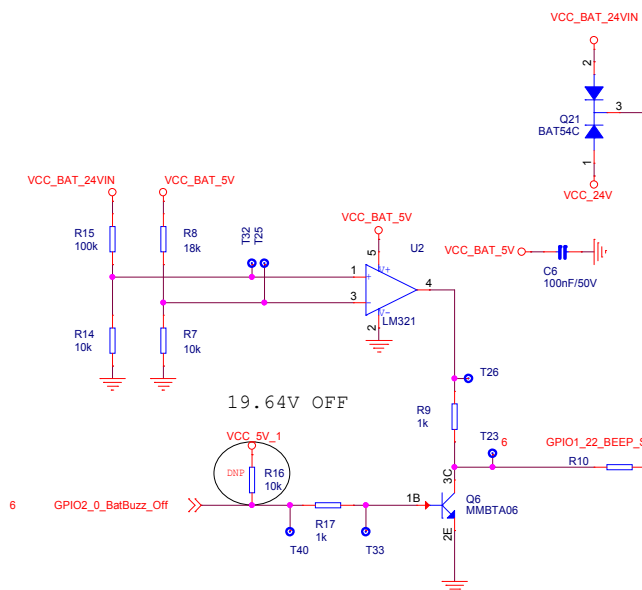 VCC_BAT_24VIN
2
Q21
BAT54C
3
1
VCC_24V
VCC_BAT_24VIN
VCC_BAT_5V
R15
100k
R8
18k
T32
T25
VCC_BAT_5V
5
U2
V+
1
+
4
3
V-
LM321
2
VCC_BAT_5V
C6
100nF/50V
R14
10k
R7
10k
19.64V OFF
T26
R9
1k
T23
6
GPIO1_22_BEEP_S
R10
VCC_5V_1
DNP
R16
10k
6
GPIO2_0_BatBuzz_Off
R17
1k
T40
T33
1B
3C
Q6
MMBTA06
2E